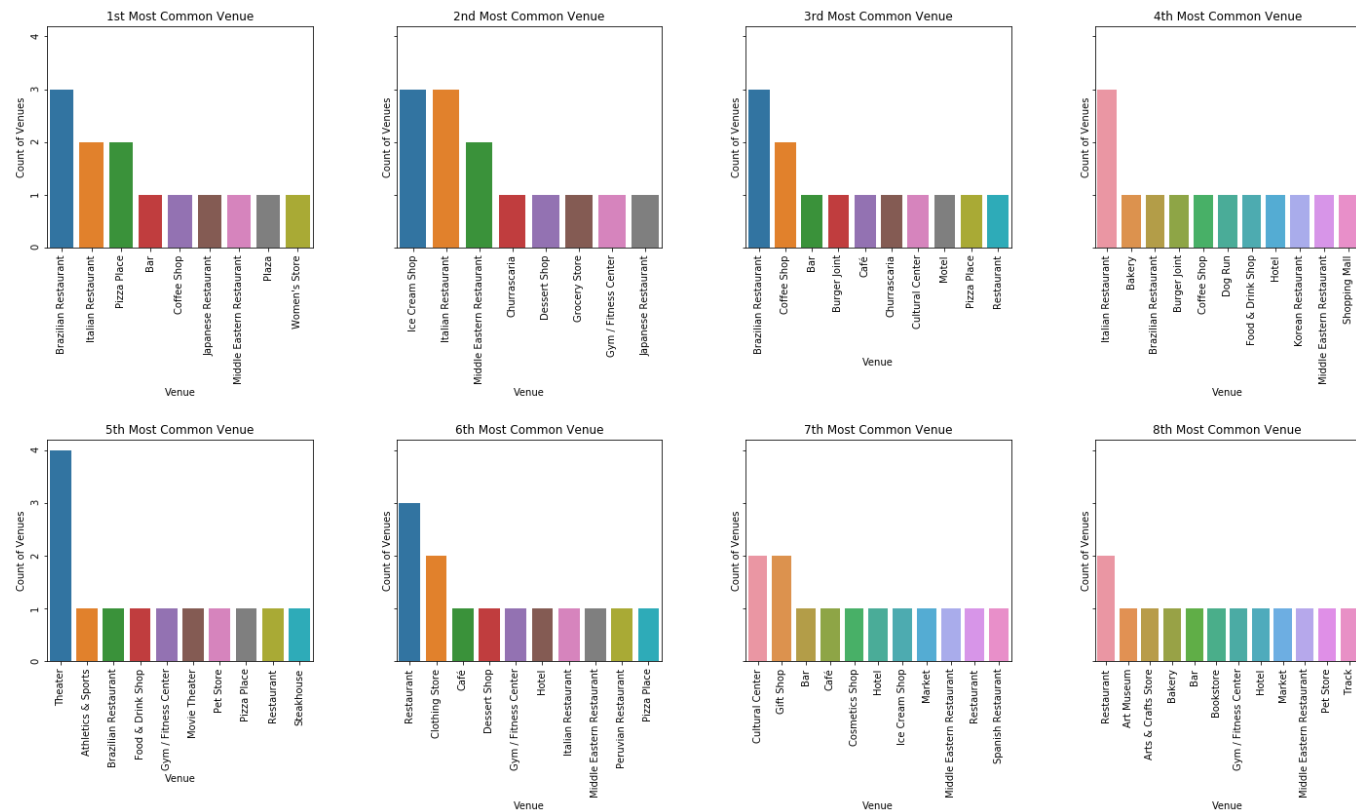 1st Most Common Venue
Count of Venues
4
3
2
1
0
Brazilian Restaurant
Italian Restaurant
Pizza Place
Bar
Coffee Shop
Japanese Restaurant
Middle Eastern Restaurant
Plaza
Women's Store
Venue
2nd Most Common Venue
Count of Venues
Ice Cream Shop
Italian Restaurant
Middle Eastern Restaurant
Churrascaria
Dessert Shop
Grocery Store
Gym / Fitness Center
Japanese Restaurant
Venue
3rd Most Common Venue
Count of Venues
Brazilian Restaurant
Coffee Shop
Bar
Burger Joint
Café
Churrascaria
Cultural Center
Motel
Pizza Place
Restaurant
Venue
4th Most Common Venue
Count of Venues
Italian Restaurant
Bakery
Brazilian Restaurant
Burger Joint
Coffee Shop
Dog Run
Food & Drink Shop
Hotel
Korean Restaurant
Middle Eastern Restaurant
Shopping Mall
Venue
5th Most Common Venue
Count of Venues
4
3
2
1
0
Theater
Athletics & Sports
Brazilian Restaurant
Food & Drink Shop
Gym / Fitness Center
Movie Theater
Pet Store
Pizza Place
Restaurant
Steakhouse
Venue
6th Most Common Venue
Count of Venues
Restaurant
Clothing Store
Café
Dessert Shop
Gym / Fitness Center
Hotel
Italian Restaurant
Middle Eastern Restaurant
Peruvian Restaurant
Pizza Place
Venue
7th Most Common Venue
Count of Venues
Cultural Center
Gift Shop
Bar
Café
Cosmetics Shop
Hotel
Ice Cream Shop
Market
Middle Eastern Restaurant
Restaurant
Spanish Restaurant
Venue
8th Most Common Venue
Count of Venues
Restaurant
Art Museum
Arts & Crafts Store
Bakery
Bar
Bookstore
Gym / Fitness Center
Hotel
Market
Middle Eastern Restaurant
Pet Store
Track
Venue